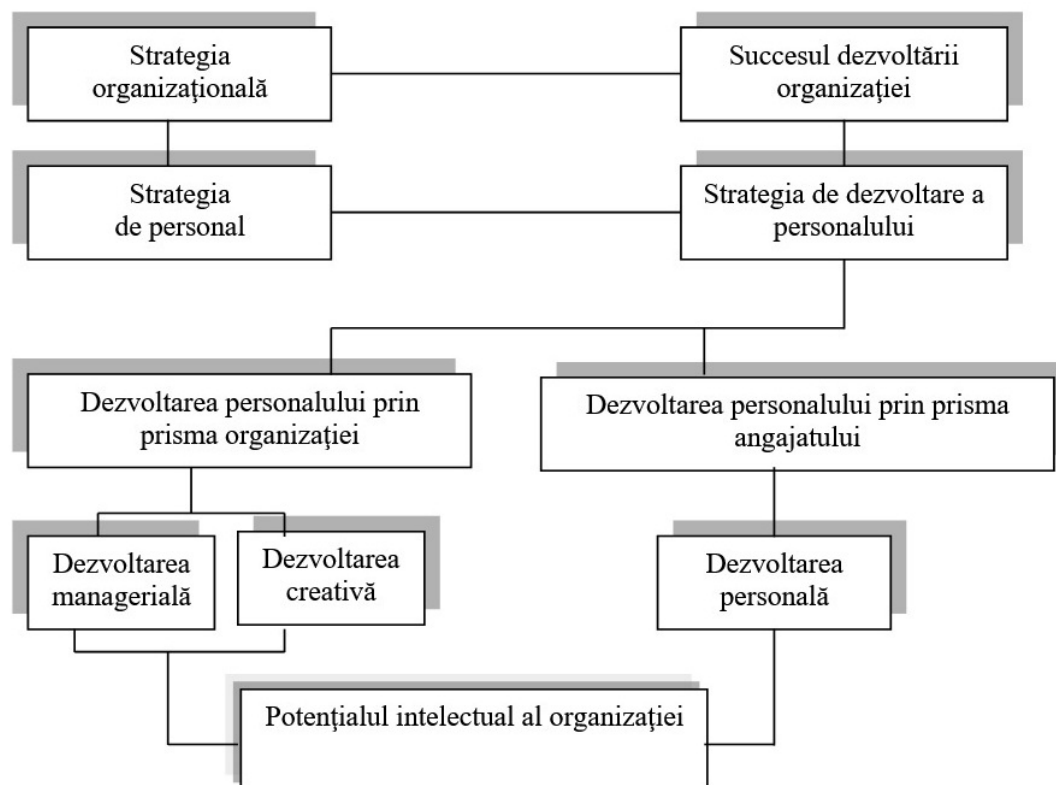 Strategia
organizaţională
Succesul dezvoltării
organizaţiei
Strategia
de personal
Strategia de dezvoltare a
personalului
Dezvoltarea personalului prin
prisma organizaţiei
Dezvoltarea personalului prin prisma
angajatului
Dezvoltarea
managerială
Dezvoltarea
creativă
Dezvoltarea
personală
Potenţialul intelectual al organizaţiei